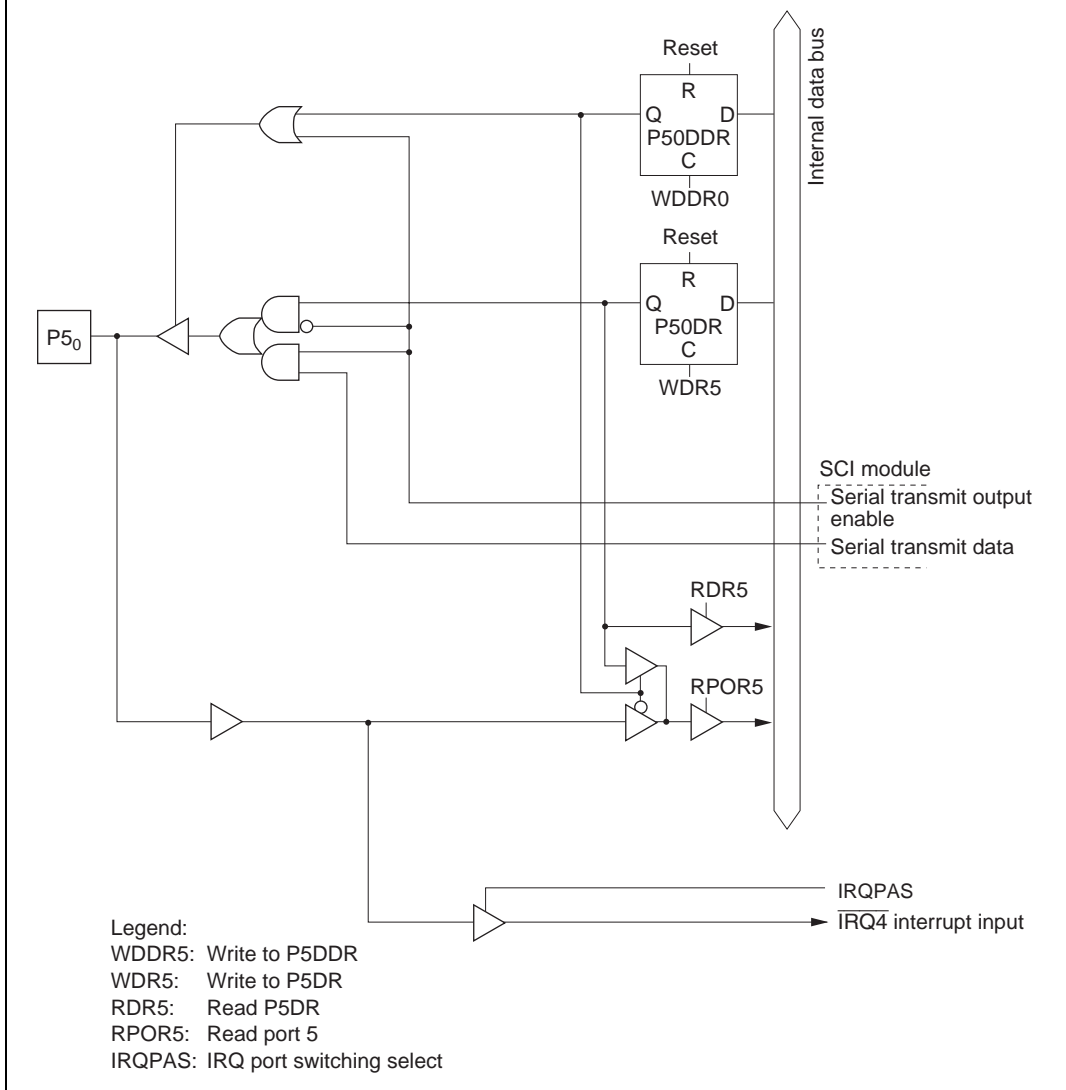 Reset
R
Q D
P50DDR
C
WDDR0
Internal data bus
Reset
R
Q D
P50DR
C
WDR5
P5₀
SCI module
Serial transmit output
enable
Serial transmit data
RDR5
RPOR5
IRQPAS
I̅R̅Q̅4̅ interrupt input
Legend:
WDDR5: Write to P5DDR
WDR5: Write to P5DR
RDR5: Read P5DR
RPOR5: Read port 5
IRQPAS: IRQ port switching select